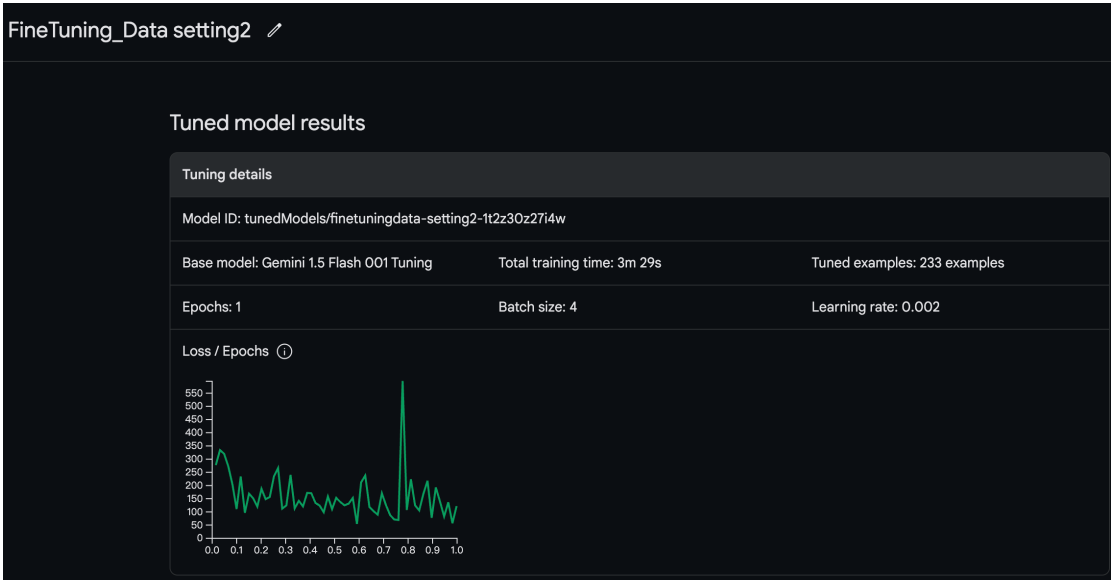 FineTuning_Data setting2
Tuned model results
Tuning details
Model ID: tunedModels/finetuningdata-setting2-1t2z30z27i4w
Base model: Gemini 1.5 Flash 001 Tuning Total training time: 3m 29s Tuned examples: 233 examples
Epochs: 1 Batch size: 4 Learning rate: 0.002
Loss / Epochs
550
500
450
400
350
300
250
200
150
100
50
0
0.0 0.1 0.2 0.3 0.4 0.5 0.6 0.7 0.8 0.9 1.0